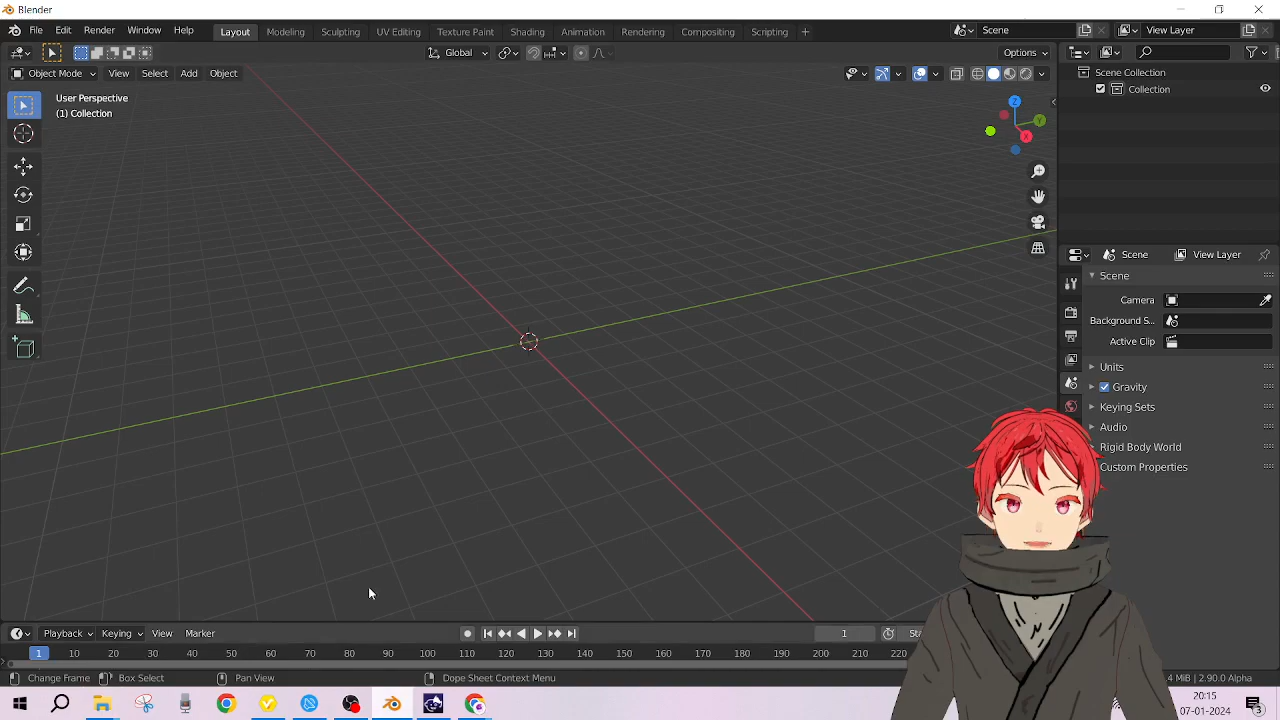 Blender
File Edit Render Window Help Layout Modeling Sculpting UV Editing Texture Paint Shading Animation Rendering Compositing Scripting + Scene View Layer
Global Options
Object Mode View Select Add Object
User Perspective
(1) Collection
Z
Y
X
Scene Collection
Collection
Scene View Layer
Scene
Camera
Background S...
Active Clip
Units
Gravity
Keying Sets
Audio
Rigid Body World
Custom Properties
Playback Keying View Marker 1
1 10 20 30 40 50 60 70 80 90 100 110 120 130 140 150 160 170 180 190 200 210 220
Change Frame Box Select Pan View Dope Sheet Context Menu MiB | 2.90.0 Alpha
20:15
07-01-2024
3